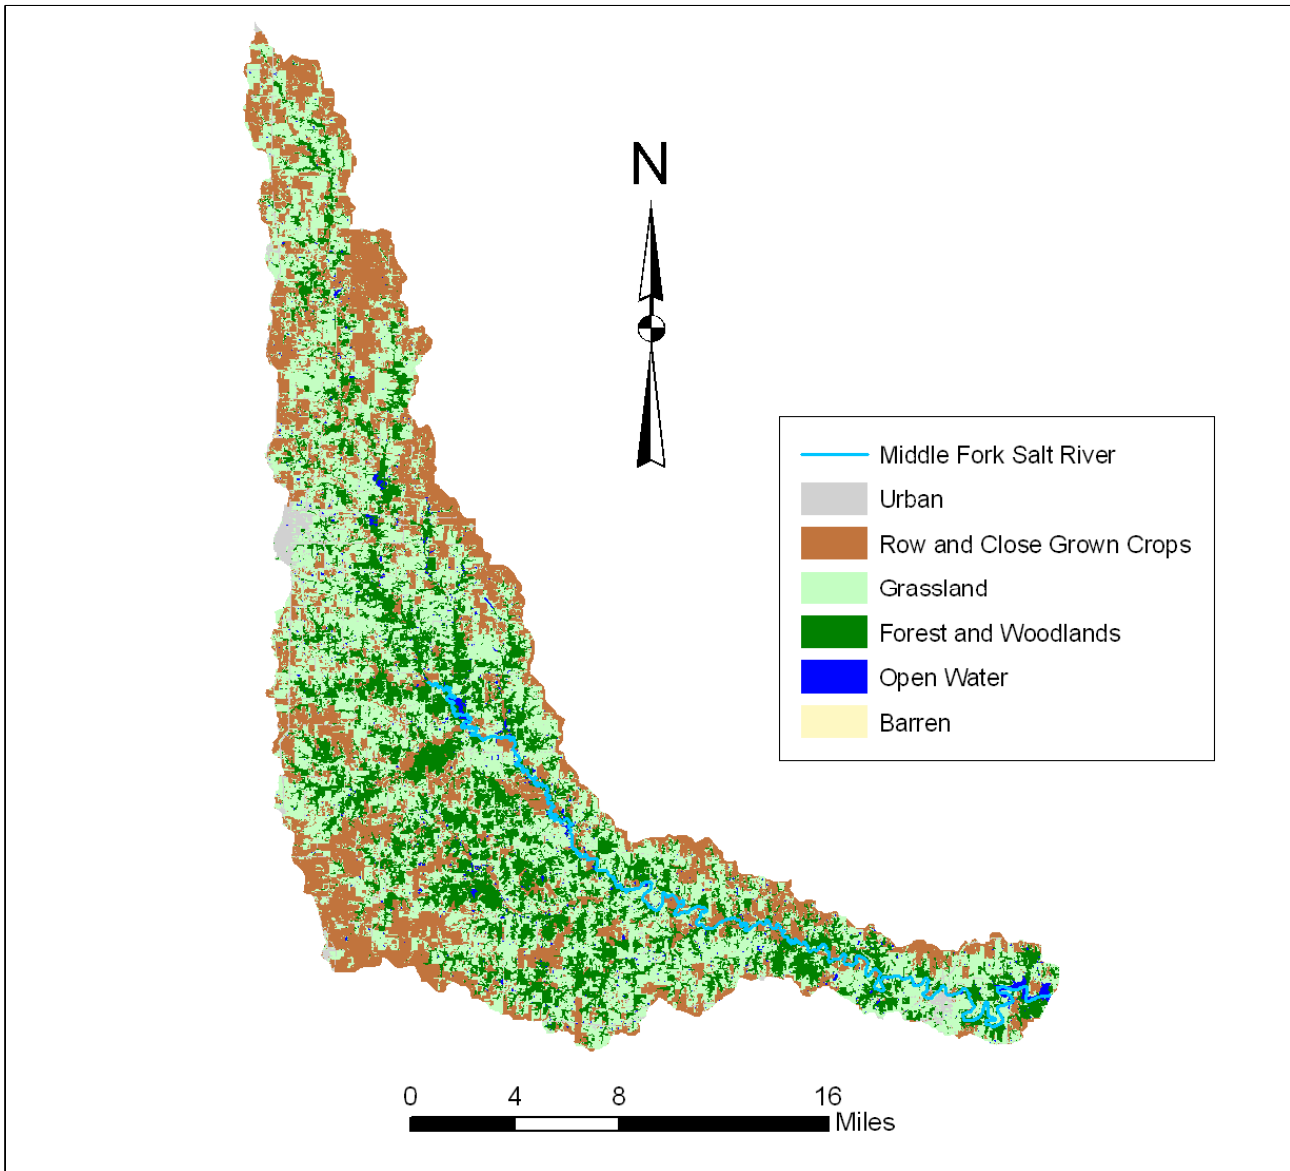 N
Middle Fork Salt River
Urban
Row and Close Grown Crops
Grassland
Forest and Woodlands
Open Water
Barren
0 4 8 16
Miles